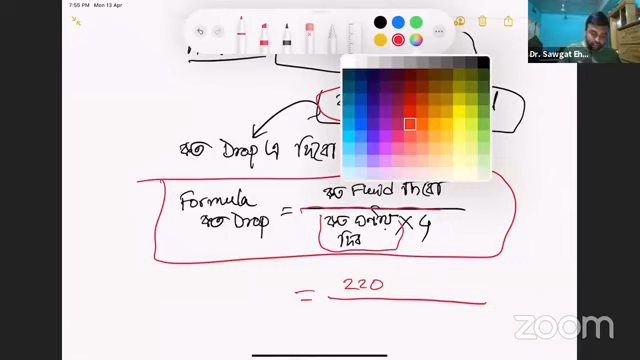 7:55 PM Mon 13 Apr
Dr. Sawgat Eh...
কত Drop এ দিবো
Formula
কত Drop = কত Fluid দিবো
কত ঘন্টায় × 4
দিব
= 220
zoom